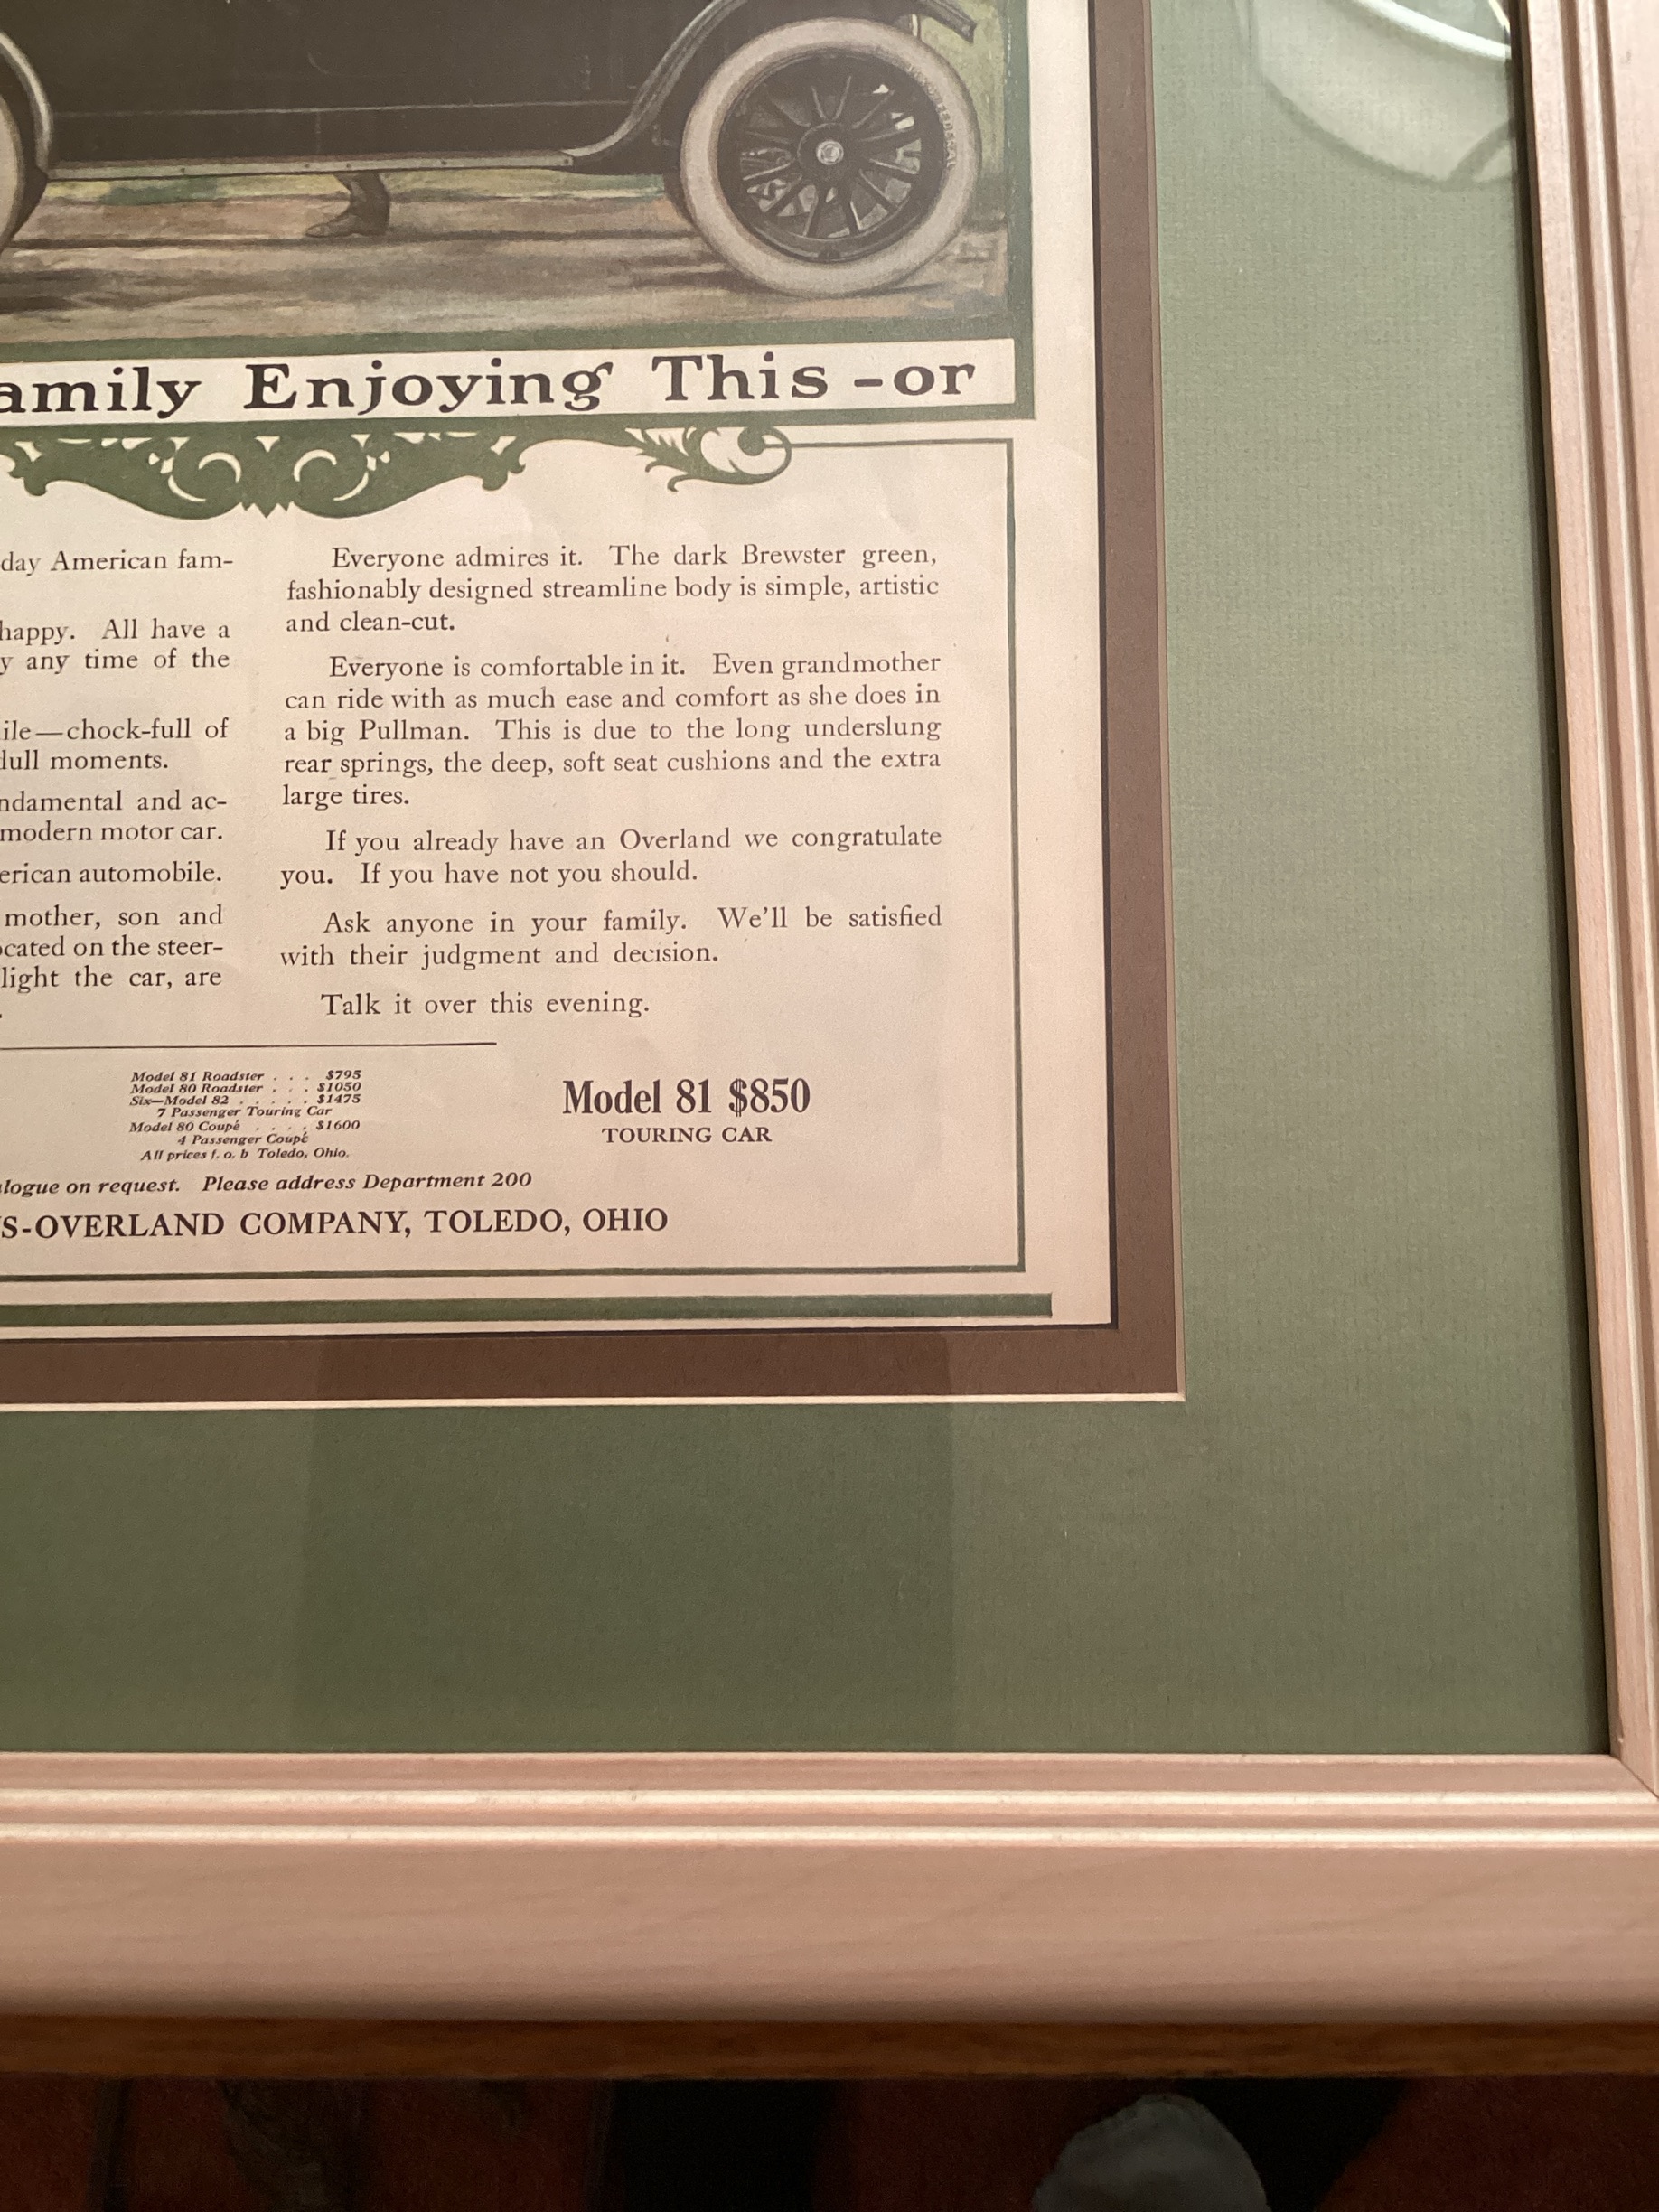 amily Enjoying This -or
day American fam-
happy. All have a
y any time of the
ile—chock-full of
dull moments.
ndamental and ac-
modern motor car.
erican automobile.
mother, son and
ocated on the steer-
light the car, are
Everyone admires it. The dark Brewster green,
fashionably designed streamline body is simple, artistic
and clean-cut.
Everyone is comfortable in it. Even grandmother
can ride with as much ease and comfort as she does in
a big Pullman. This is due to the long underslung
rear springs, the deep, soft seat cushions and the extra
large tires.
If you already have an Overland we congratulate
you. If you have not you should.
Ask anyone in your family. We'll be satisfied
with their judgment and decision.
Talk it over this evening.
Model 81 Roadster . . . $795
Model 80 Roadster . . . $1050
Six—Model 82 . . . . . $1475
7 Passenger Touring Car
Model 80 Coupé . . . . $1600
4 Passenger Coupé
All prices f. o. b Toledo, Ohio.
Model 81 $850
TOURING CAR
logue on request. Please address Department 200
S-OVERLAND COMPANY, TOLEDO, OHIO